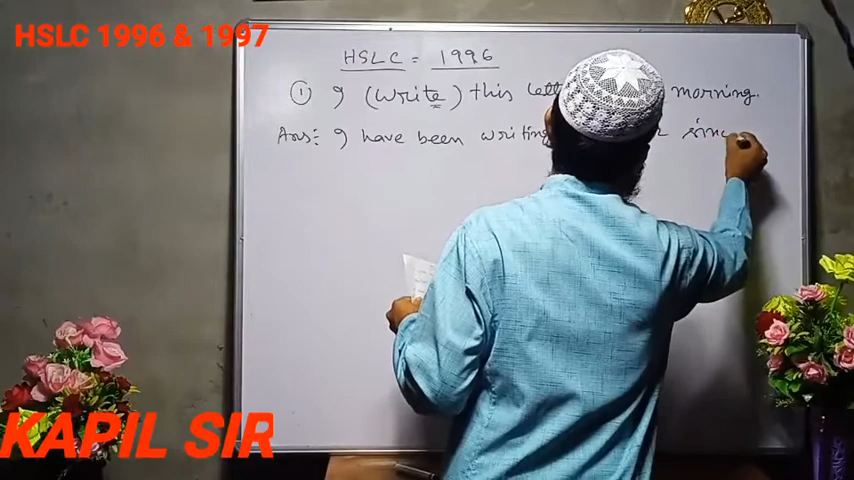 HSLC 1996 & 1997
HSLC = 1996
① I (write) this morning.
Ans: I have been writing
KAPIL SIR